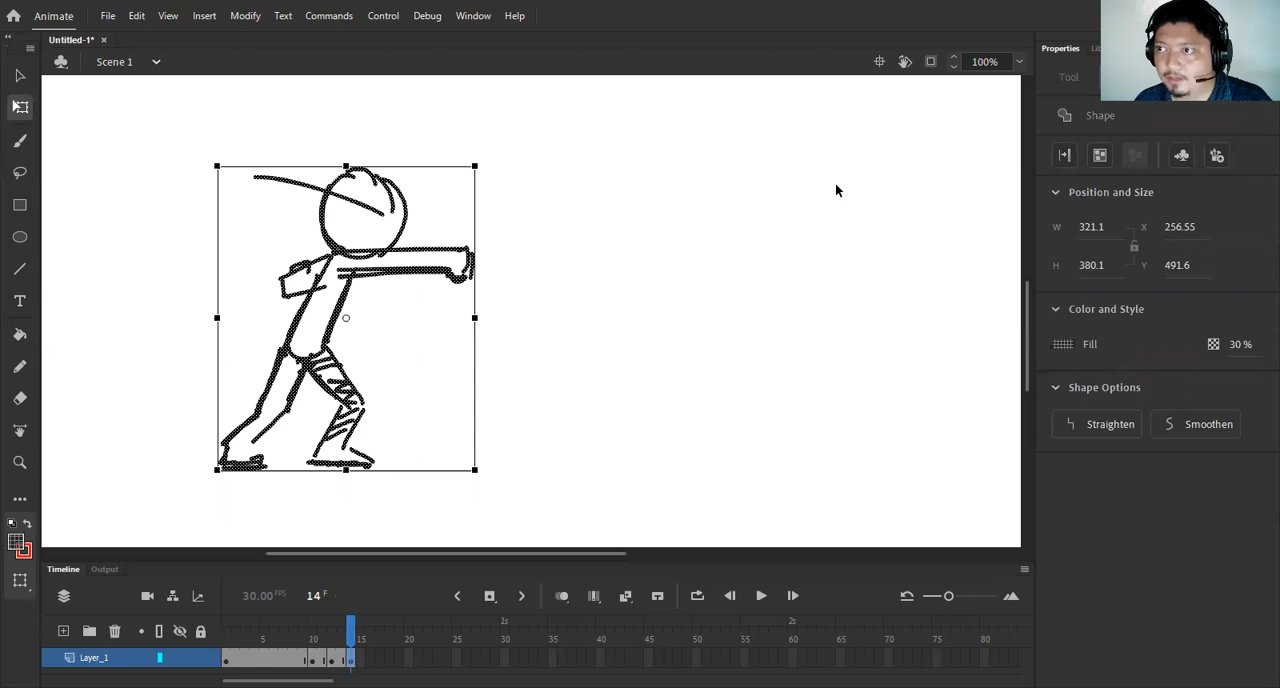 Animate File Edit View Insert Modify Text Commands Control Debug Window Help
Untitled-1* ×
Scene 1
100%
Properties
Tool
Shape
Position and Size
W 321.1 X 256.55
H 380.1 Y 491.6
Color and Style
Fill 30 %
Shape Options
Straighten Smoothen
T
Timeline Output
30.00 FPS 14 F
1s 2s
5 10 15 20 25 30 35 40 45 50 55 60 65 70 75 80
Layer_1